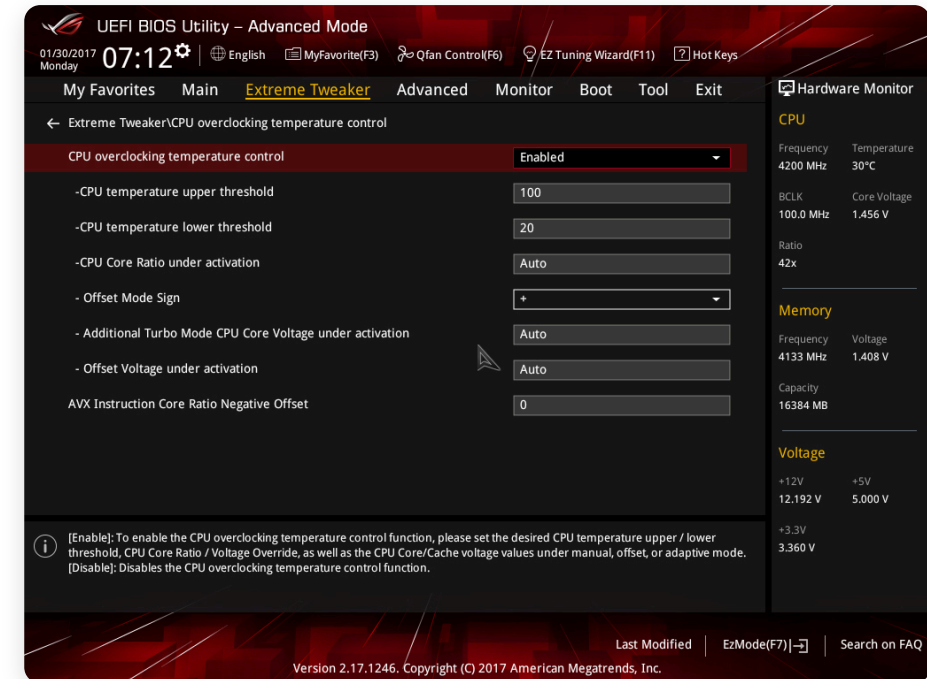 UEFI BIOS Utility – Advanced Mode
01/30/2017
Monday
07:12
English
MyFavorite(F3)
Qfan Control(F6)
EZ Tuning Wizard(F11)
? Hot Keys
My Favorites Main Extreme Tweaker Advanced Monitor Boot Tool Exit
Hardware Monitor
← Extreme Tweaker\CPU overclocking temperature control
CPU overclocking temperature control Enabled
-CPU temperature upper threshold 100
-CPU temperature lower threshold 20
-CPU Core Ratio under activation Auto
- Offset Mode Sign +
- Additional Turbo Mode CPU Core Voltage under activation Auto
- Offset Voltage under activation Auto
AVX Instruction Core Ratio Negative Offset 0
CPU
Frequency Temperature
4200 MHz 30°C
BCLK Core Voltage
100.0 MHz 1.456 V
Ratio
42x
Memory
Frequency Voltage
4133 MHz 1.408 V
Capacity
16384 MB
Voltage
+12V +5V
12.192 V 5.000 V
+3.3V
3.360 V
[Enable]: To enable the CPU overclocking temperature control function, please set the desired CPU temperature upper / lower
threshold, CPU Core Ratio / Voltage Override, as well as the CPU Core/Cache voltage values under manual, offset, or adaptive mode.
[Disable]: Disables the CPU overclocking temperature control function.
Last Modified EzMode(F7) Search on FAQ
Version 2.17.1246. Copyright (C) 2017 American Megatrends, Inc.